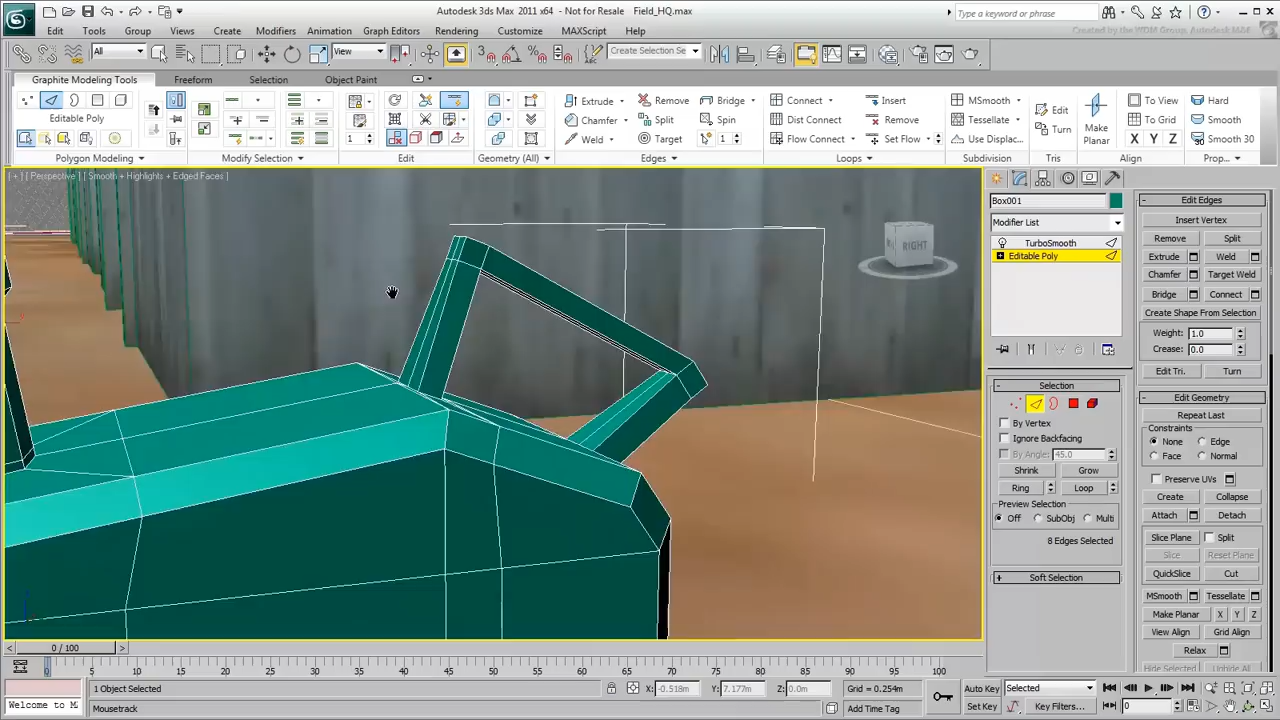 Autodesk 3ds Max 2011 x64 - Not for Resale Field_HQ.max
Type a keyword or phrase
Created by the WDM Group, Autodesk M&E
Edit Tools Group Views Create Modifiers Animation Graph Editors Rendering Customize MAXScript Help
All View Create Selection Se
Graphite Modeling Tools Freeform Selection Object Paint
Extrude Remove Bridge Connect Insert MSmooth Edit To View Hard
Editable Poly 1 Chamfer Split Spin Dist Connect Remove Tessellate Turn Make Planar To Grid Smooth
Weld Target 1 Flow Connect Set Flow Use Displac... X Y Z Smooth 30
Polygon Modeling Modify Selection Edit Geometry (All) Edges Loops Subdivision Tris Align Prop...
[ + ] [ Perspective ] [ Smooth + Highlights + Edged Faces ]
RIGHT
Box001
Modifier List
TurboSmooth
Editable Poly
Selection
By Vertex
Ignore Backfacing
By Angle: 45.0
Shrink Grow
Ring Loop
Preview Selection
Off SubObj Multi
8 Edges Selected
Soft Selection
Edit Edges
Insert Vertex
Remove Split
Extrude Weld
Chamfer Target Weld
Bridge Connect
Create Shape From Selection
Weight: 1.0
Crease: 0.0
Edit Tri. Turn
Edit Geometry
Repeat Last
Constraints
None Edge
Face Normal
Preserve UVs
Create Collapse
Attach Detach
Slice Plane Split
Slice Reset Plane
QuickSlice Cut
MSmooth Tessellate
Make Planar X Y Z
View Align Grid Align
Relax
Hide Selected Unhide All
0 / 100
0 5 10 15 20 25 30 35 40 45 50 55 60 65 70 75 80 85 90 95 100
1 Object Selected X: -0.518m Y: 7.177m Z: 0.0m Grid = 0.254m Auto Key Selected
Welcome to M Mousetrack Add Time Tag Set Key Key Filters... 0